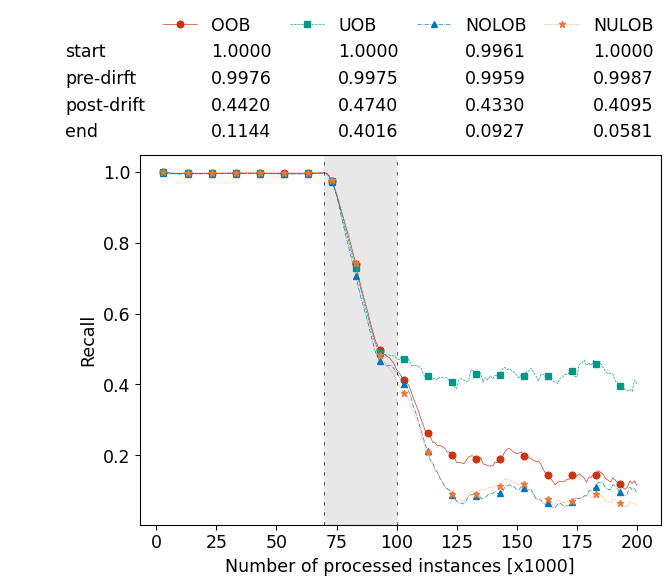 OOB UOB NOLOB NULOB
start 1.0000 1.0000 0.9961 1.0000
pre-dirft 0.9976 0.9975 0.9959 0.9987
post-drift 0.4420 0.4740 0.4330 0.4095
end 0.1144 0.4016 0.0927 0.0581
1.0
0.8
0.6
0.4
0.2
Recall
0 25 50 75 100 125 150 175 200
Number of processed instances [x1000]